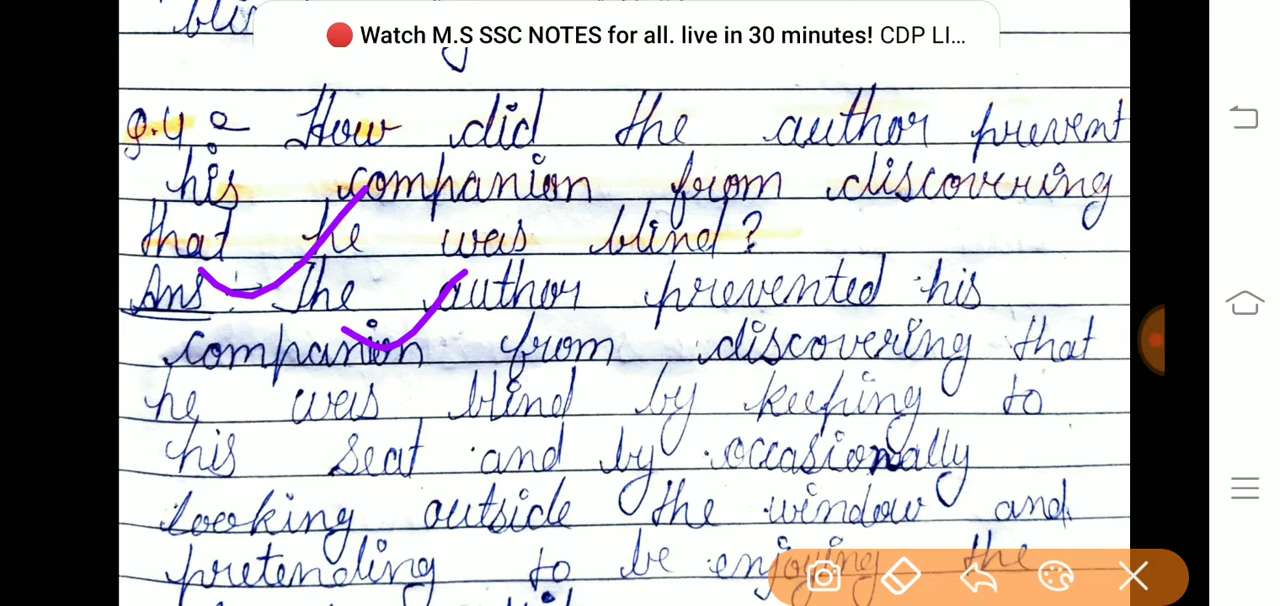 🔴 Watch M.S SSC NOTES for all. live in 30 minutes! CDP LI...
Q.4 How did the author prevent
his companion from discovering
that he was blind?
Ans :- The author prevented his
companion from discovering that
he was blind by keeping to
his seat and by occasionally
looking outside the window and
pretending to be enjoying the